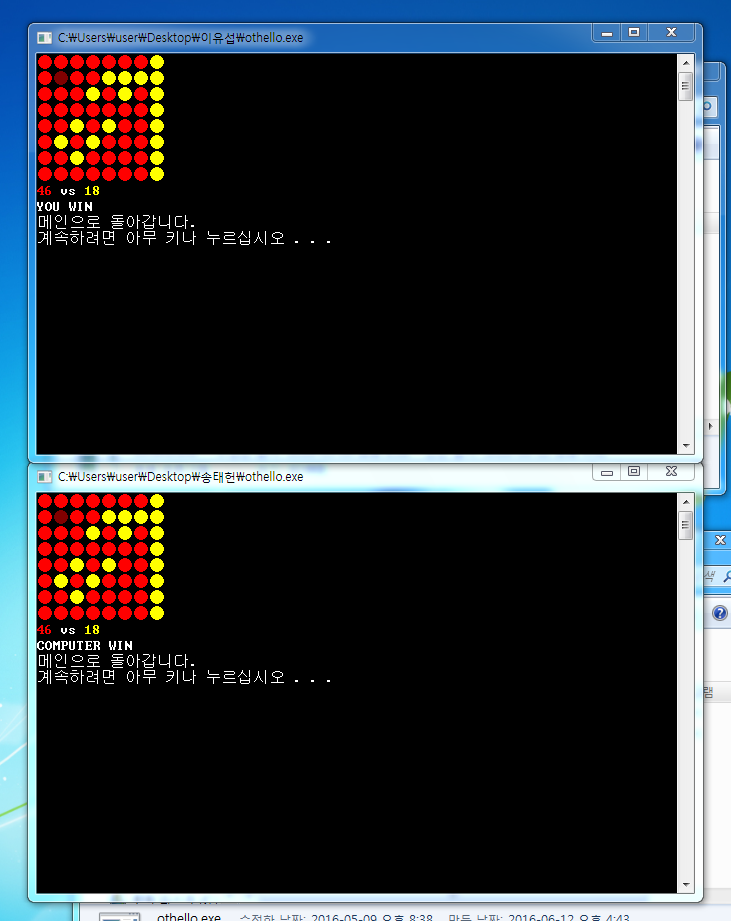 C:₩Users₩user₩Desktop₩이유섭₩othello.exe
46 vs 18
YOU WIN
메인으로 돌아갑니다.
계속하려면 아무 키나 누르십시오 . . .
C:₩Users₩user₩Desktop₩송태헌₩othello.exe
46 vs 18
COMPUTER WIN
메인으로 돌아갑니다.
계속하려면 아무 키나 누르십시오 . . .
색
램
othello.exe 수정한 날짜: 2016-05-09 오후 8:38 만든 날짜: 2016-06-12 오후 4:43